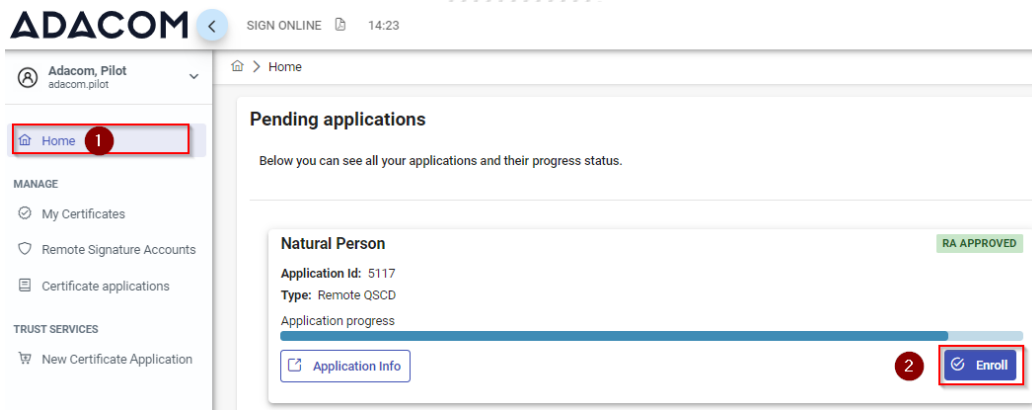 ADACOM
SIGN ONLINE 14:23
Adacom, Pilot
adacom.pilot
Home
Home 1
MANAGE
My Certificates
Remote Signature Accounts
Certificate applications
TRUST SERVICES
New Certificate Application
Pending applications
Below you can see all your applications and their progress status.
Natural Person
RA APPROVED
Application Id: 5117
Type: Remote QSCD
Application progress
Application Info
2 Enroll